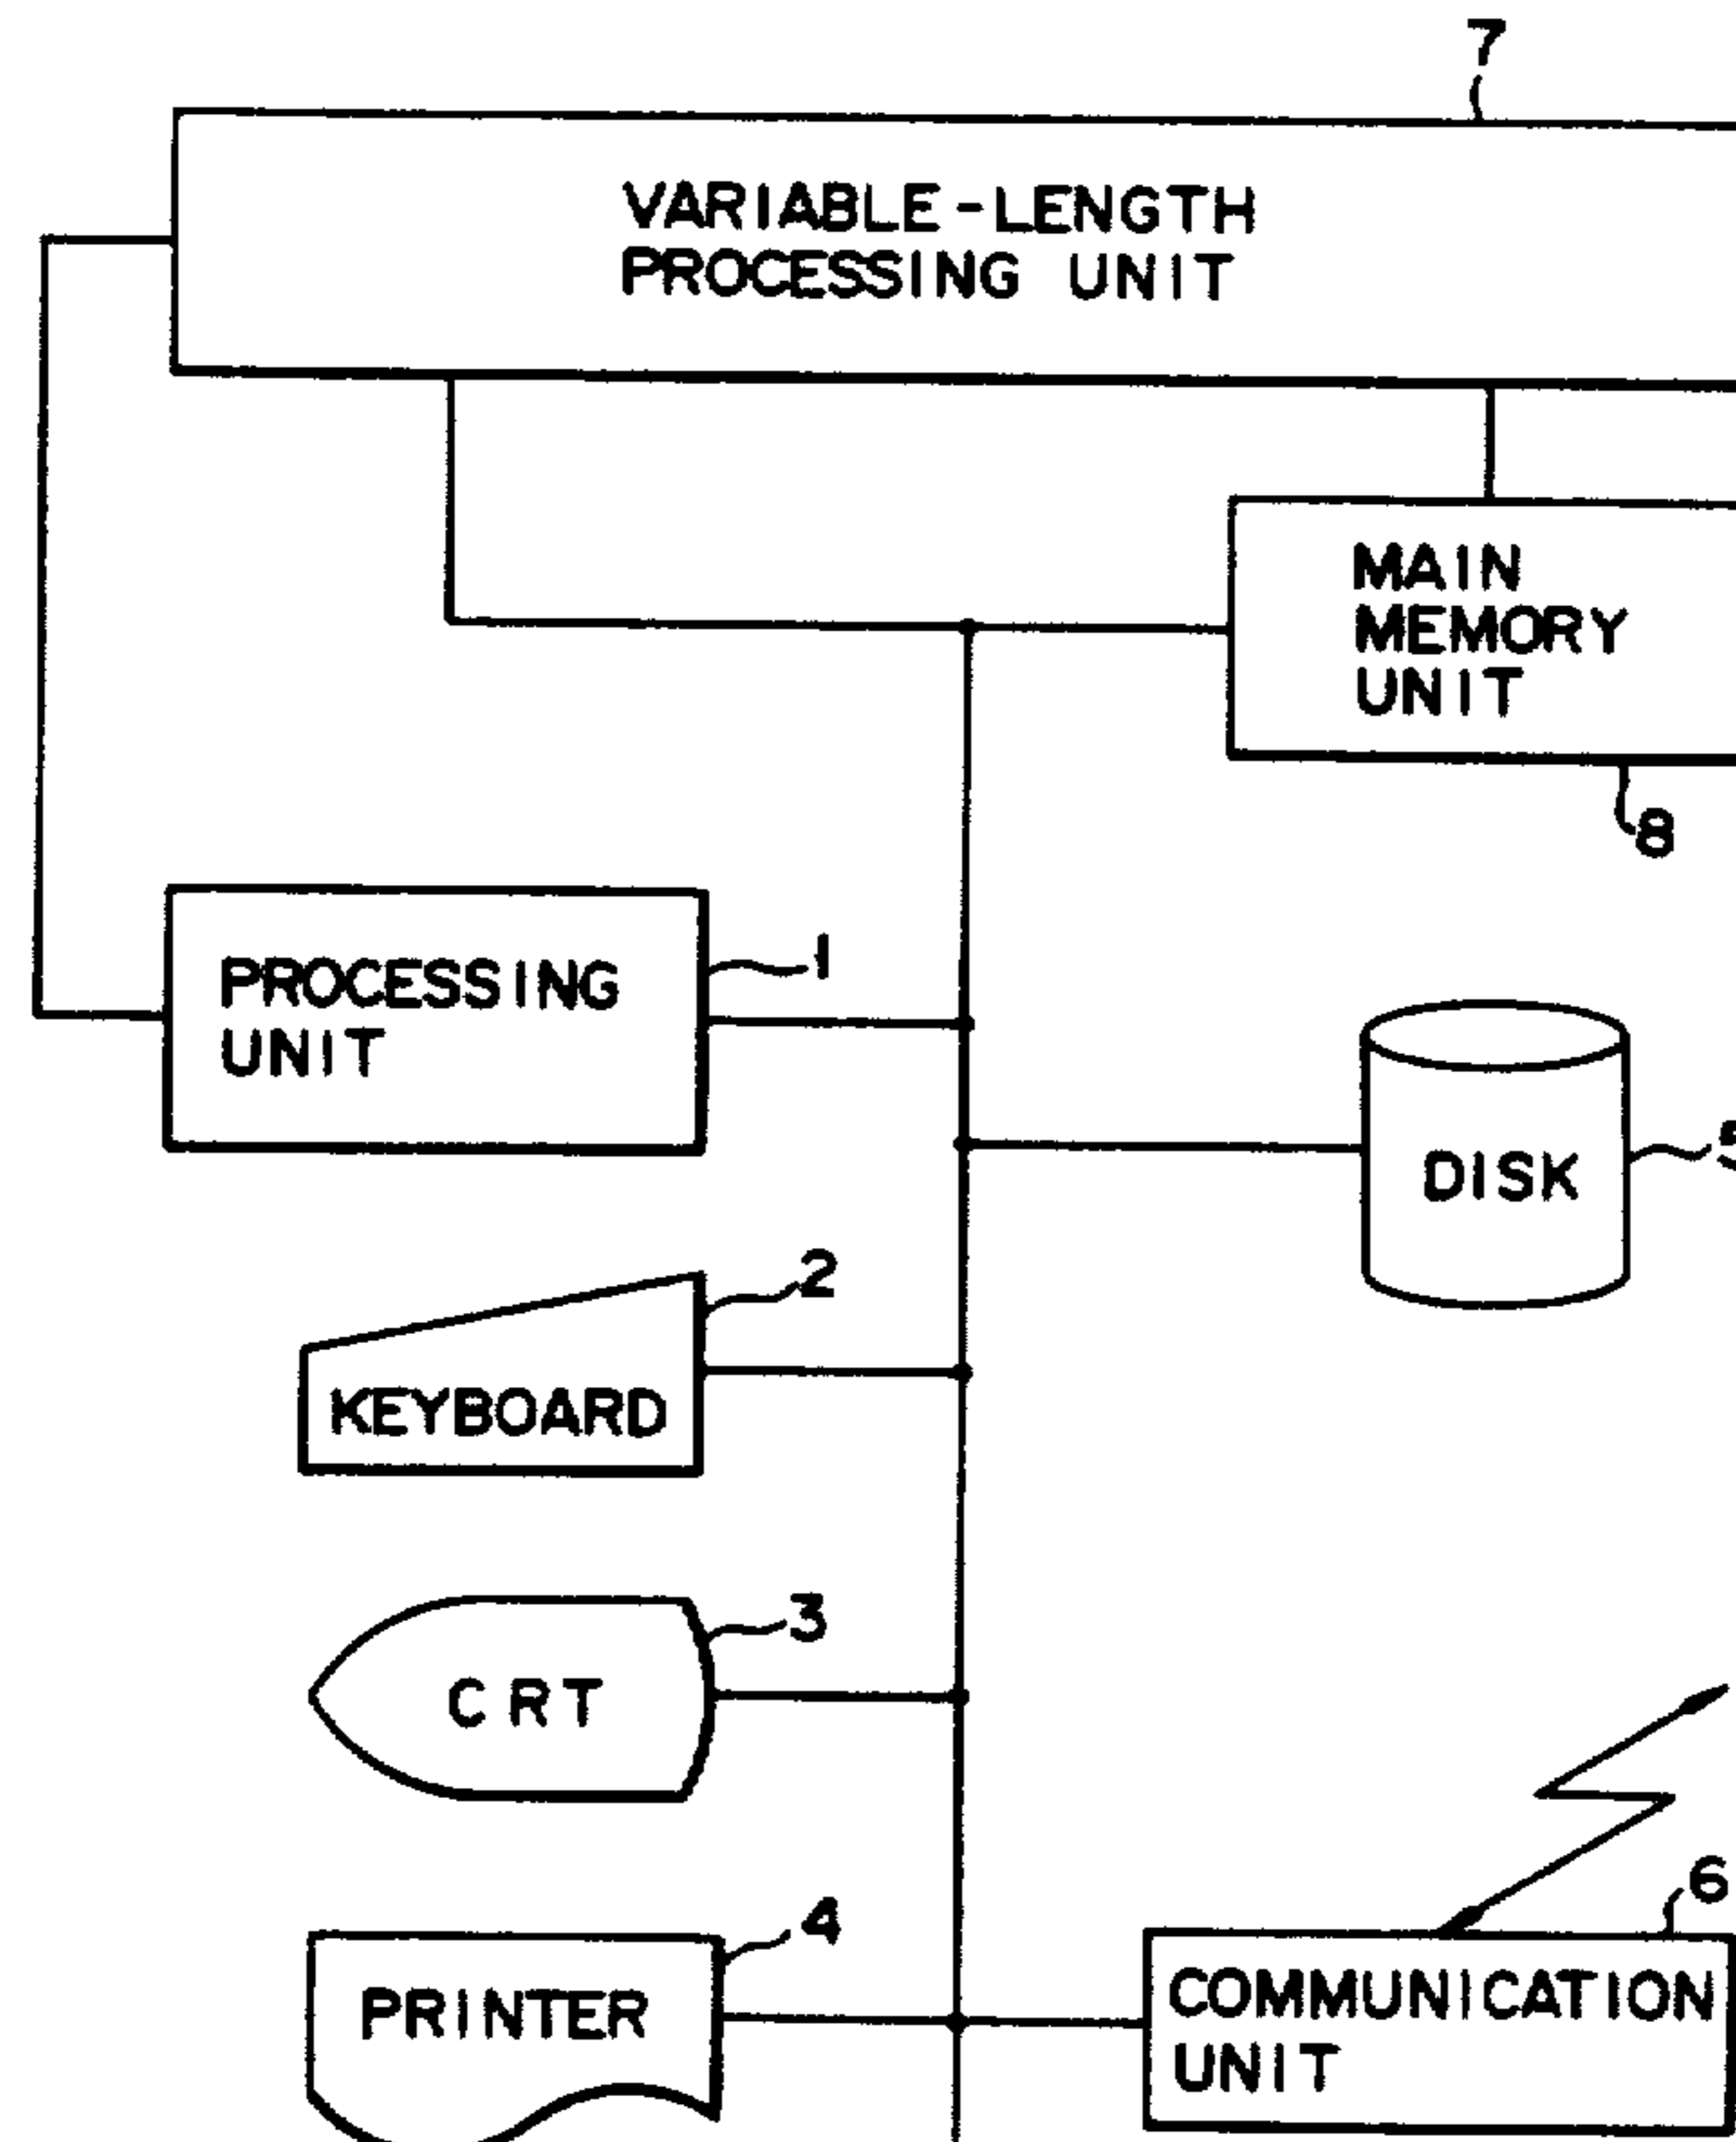 7
VARIABLE-LENGTH
PROCESSING UNIT
MAIN
MEMORY
UNIT
8
1
PROCESSING
UNIT
DISK
2
KEYBOARD
3
CRT
6
4
COMMUNICATION
UNIT
PRINTER